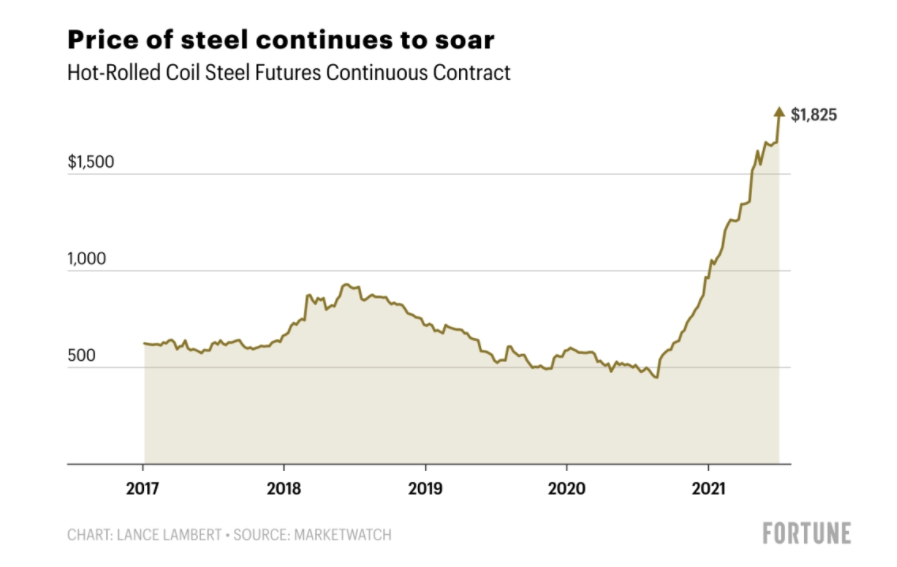 Price of steel continues to soar
Hot-Rolled Coil Steel Futures Continuous Contract
$1,825
$1,500
1,000
500
2017 2018 2019 2020 2021
CHART: LANCE LAMBERT • SOURCE: MARKETWATCH
FORTUNE